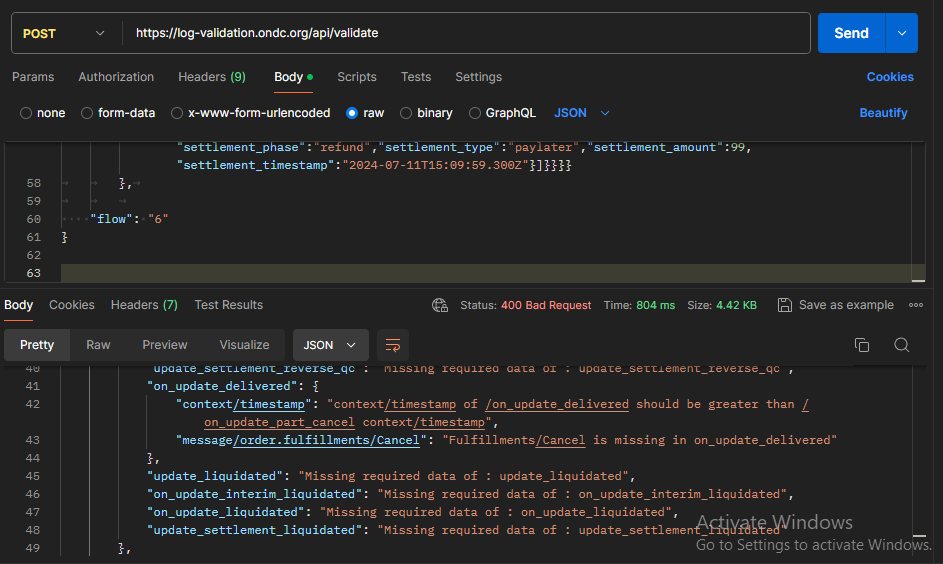 POST https://log-validation.ondc.org/api/validate Send
Params Authorization Headers (9) Body Scripts Tests Settings Cookies
none form-data x-www-form-urlencoded raw binary GraphQL JSON Beautify
"settlement_phase":"refund","settlement_type":"paylater","settlement_amount":99,
"settlement_timestamp":"2024-07-11T15:09:59.300Z"}]}}}}
58 },
59
60 "flow": "6"
61 }
62
63
Body Cookies Headers (7) Test Results Status: 400 Bad Request Time: 804 ms Size: 4.42 KB Save as example
Pretty Raw Preview Visualize JSON
40 "update_settlement_reverse_qc": "Missing required data of : update_settlement_reverse_qc",
41 "on_update_delivered": {
42 "context/timestamp": "context/timestamp of /on_update_delivered should be greater than /
on_update_part_cancel context/timestamp",
43 "message/order.fulfillments/Cancel": "Fulfillments/Cancel is missing in on_update_delivered"
44 },
45 "update_liquidated": "Missing required data of : update_liquidated",
46 "on_update_interim_liquidated": "Missing required data of : on_update_interim_liquidated",
47 "on_update_liquidated": "Missing required data of : on_update_liquidated",
48 "update_settlement_liquidated": "Missing required data of : update_settlement_liquidated"
49 },
Activate Windows
Go to Settings to activate Windows.